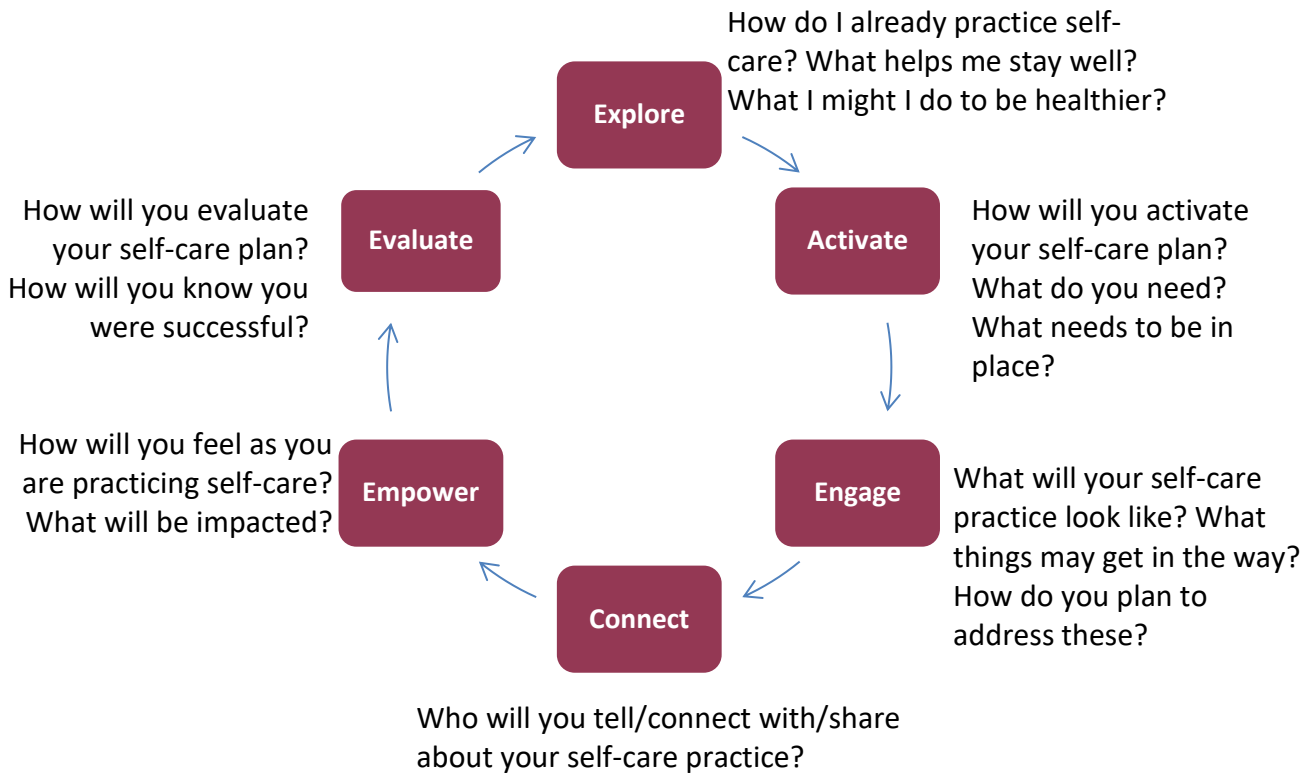 How do I already practice self-
care? What helps me stay well?
What I might I do to be healthier?
Explore
Activate
How will you activate
your self-care plan?
What do you need?
What needs to be in
place?
Engage
What will your self-care
practice look like? What
things may get in the way?
How do you plan to
address these?
Connect
Who will you tell/connect with/share
about your self-care practice?
Empower
How will you feel as you
are practicing self-care?
What will be impacted?
Evaluate
How will you evaluate
your self-care plan?
How will you know you
were successful?